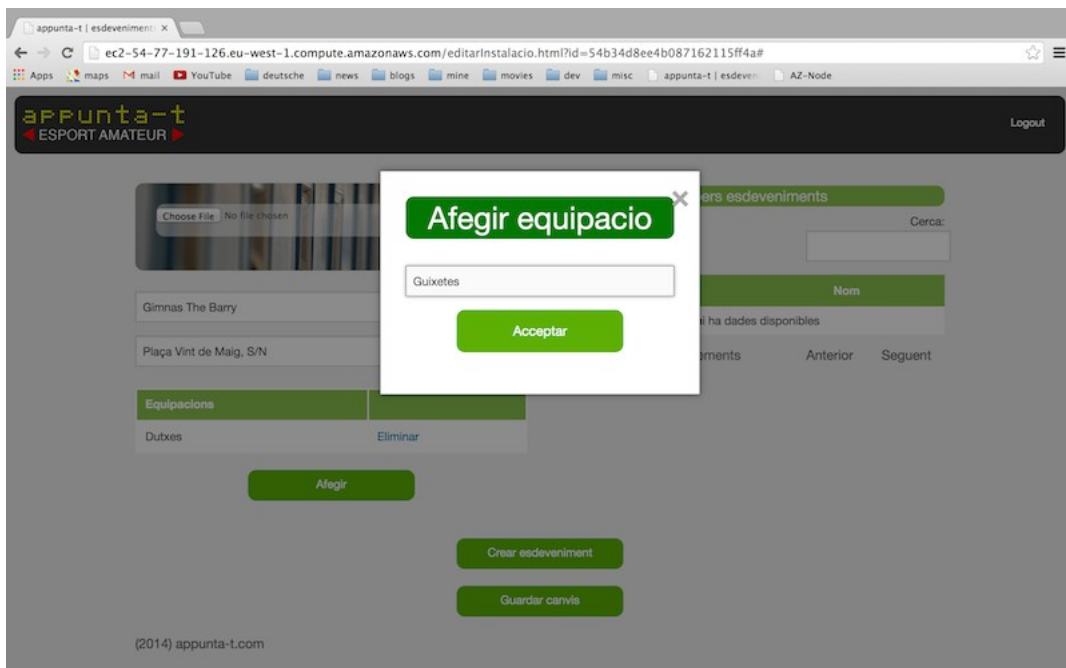 appunta-t | esdeveniment
ec2-54-77-191-126.eu-west-1.compute.amazonaws.com/editarInstalacio.html?id=54b34d8ee4b087162115ff4a#
Apps maps mail YouTube deutsche news blogs mine movies dev misc appunta-t | esdeven AZ-Node
appunta-t
ESPORT AMATEUR
Logout
Choose File No file chosen
Afegir equipacio
×
Guixetes
Acceptar
ers esdeveniments
Cerca:
Nom
i ha dades disponibles
ements Anterior Seguent
Gimnas The Barry
Plaça Vint de Maig, S/N
Equipacions
Dutxes Eliminar
Afegir
Crear esdeveniment
Guardar canvis
(2014) appunta-t.com